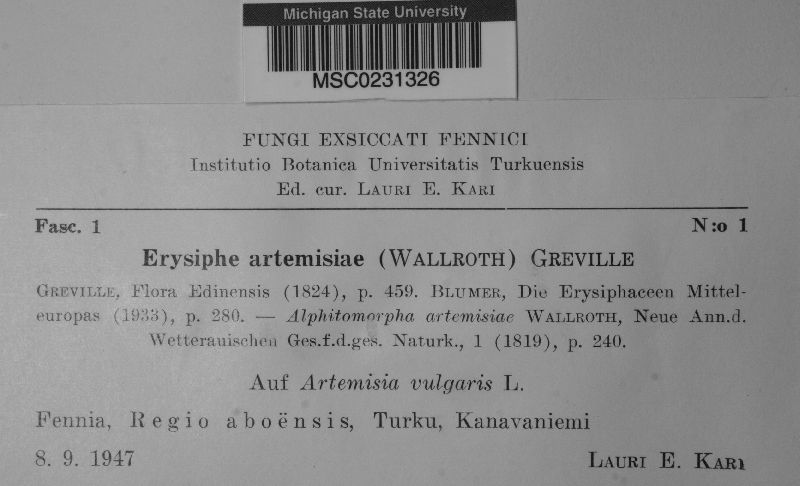 Michigan State University
MSC0231326
FUNGI EXSICCATI FENNICI
Institutio Botanica Universitatis Turkuensis
Ed. cur. LAURI E. KARI
Fasc. 1 N:o 1
Erysiphe artemisiae (WALLROTH) GREVILLE
GREVILLE, Flora Edinensis (1824), p. 459. BLUMER, Die Erysiphaceen Mittel-
europas (1933), p. 280. — Alphitomorpha artemisiae WALLROTH, Neue Ann.d.
Wetterauischen Ges.f.d.ges. Naturk., 1 (1819), p. 240.
Auf Artemisia vulgaris L.
Fennia, Regio aboënsis, Turku, Kanavaniemi
8. 9. 1947 LAURI E. KARI